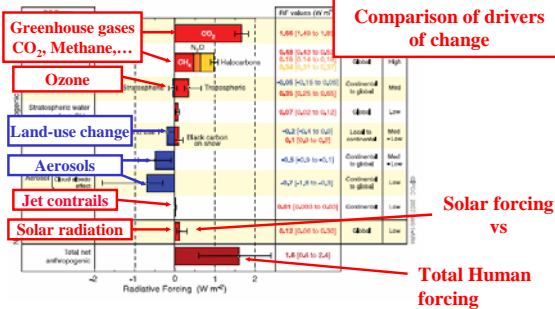 Greenhouse gases
CO2, Methane,…
Ozone
Land-use change
Aerosols
Jet contrails
Solar radiation
Comparison of drivers
of change
Solar forcing
vs
Total Human
forcing
RF values (W m⁻²)
CO2
N2O
CH4
Halocarbons
Stratospheric
Tropospheric
Stratospheric water
Black carbon
on snow
Cloud albedo
effect
Total net
anthropogenic
-2
-1
0
1
2
Radiative Forcing (W m⁻²)
1.66 [1.49 to 1.83]
0.48 [0.43 to 0.53]
0.16 [0.14 to 0.18]
0.34 [0.31 to 0.37]
-0.05 [-0.15 to 0.05]
0.35 [0.25 to 0.65]
0.07 [0.02 to 0.12]
-0.2 [-0.4 to 0.0]
0.1 [0.0 to 0.2]
-0.5 [-0.9 to -0.1]
-0.7 [-1.8 to -0.3]
0.01 [0.003 to 0.03]
0.12 [0.06 to 0.30]
1.6 [0.6 to 2.4]
Global
High
Continental
to global
Med
Global
Low
Local to
continental
Med
- Low
Continental
to global
Med
- Low
Continental
to global
Low
Continental
Low
Global
Low